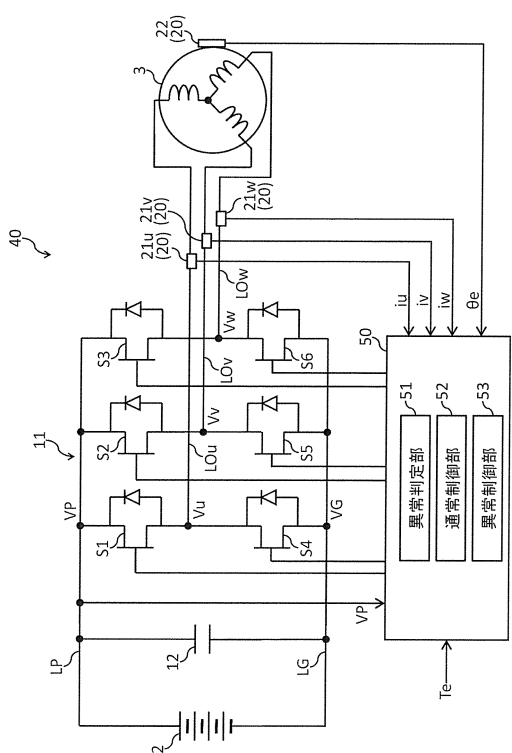 40
11
VP
S1
S2
S3
Vu
Vv
Vw
LOu
LOv
LOw
S4
S5
S6
VG
LP
LG
12
2
3
22
(20)
21u
(20)
21v
(20)
21w
(20)
iu
iv
iw
θe
VP
Te
50
異常判定部
51
通常制御部
52
異常制御部
53